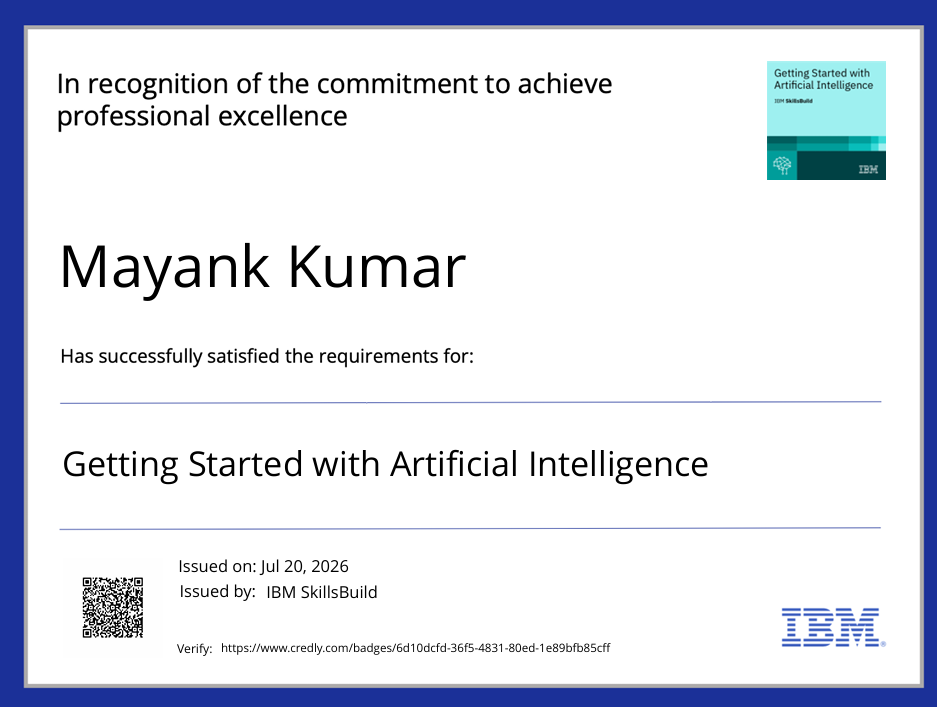 In recognition of the commitment to achieve
professional excellence
Getting Started with
Artificial Intelligence
IBM SkillsBuild
IBM
Mayank Kumar
Has successfully satisfied the requirements for:
Getting Started with Artificial Intelligence
Issued on: Jul 20, 2026
Issued by: IBM SkillsBuild
Verify: https://www.credly.com/badges/6d10dcfd-36f5-4831-80ed-1e89bfb85cff
IBM®